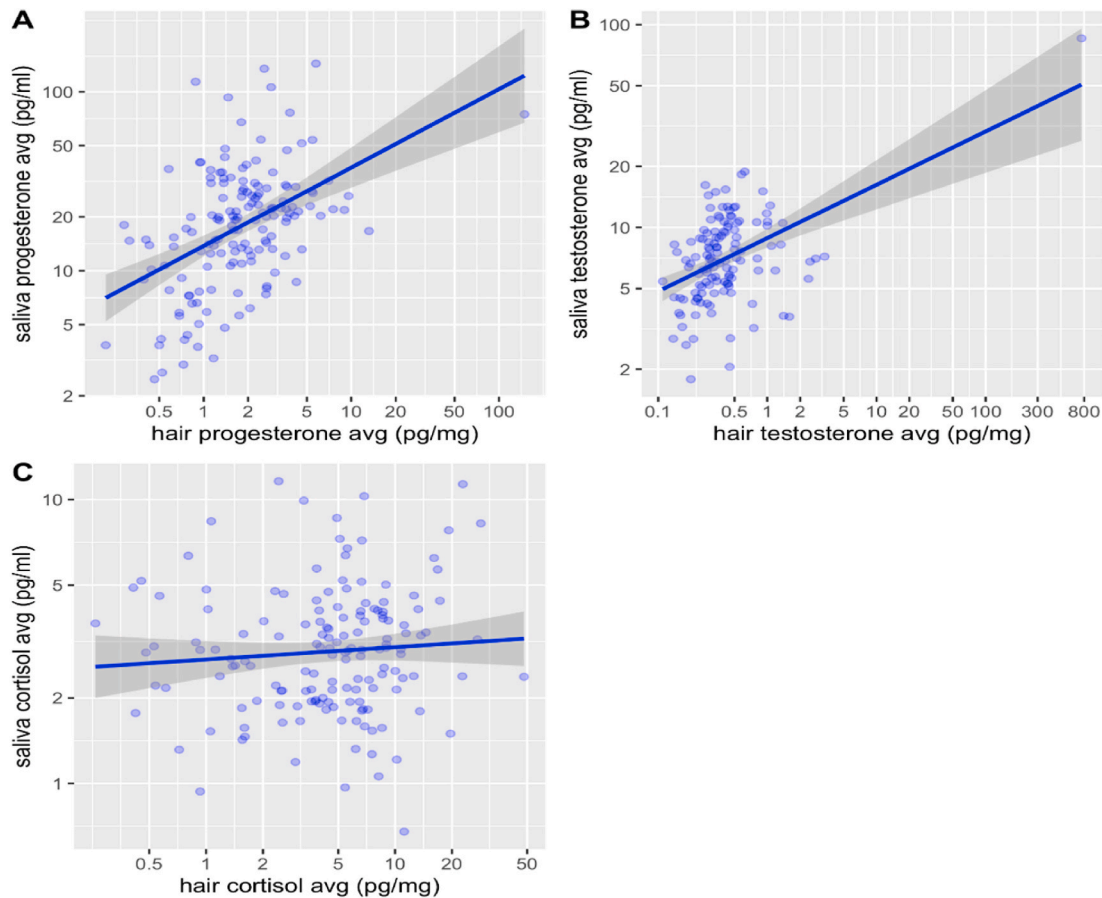 A
saliva progesterone avg (pg/ml)
100
50
20
10
5
2
0.5 1 2 5 10 20 50 100
hair progesterone avg (pg/mg)
B
saliva testosterone avg (pg/ml)
100
50
20
10
5
2
0.1 0.5 1 2 5 10 20 50 100 300 800
hair testosterone avg (pg/mg)
C
saliva cortisol avg (pg/ml)
10
5
2
1
0.5 1 2 5 10 20 50
hair cortisol avg (pg/mg)